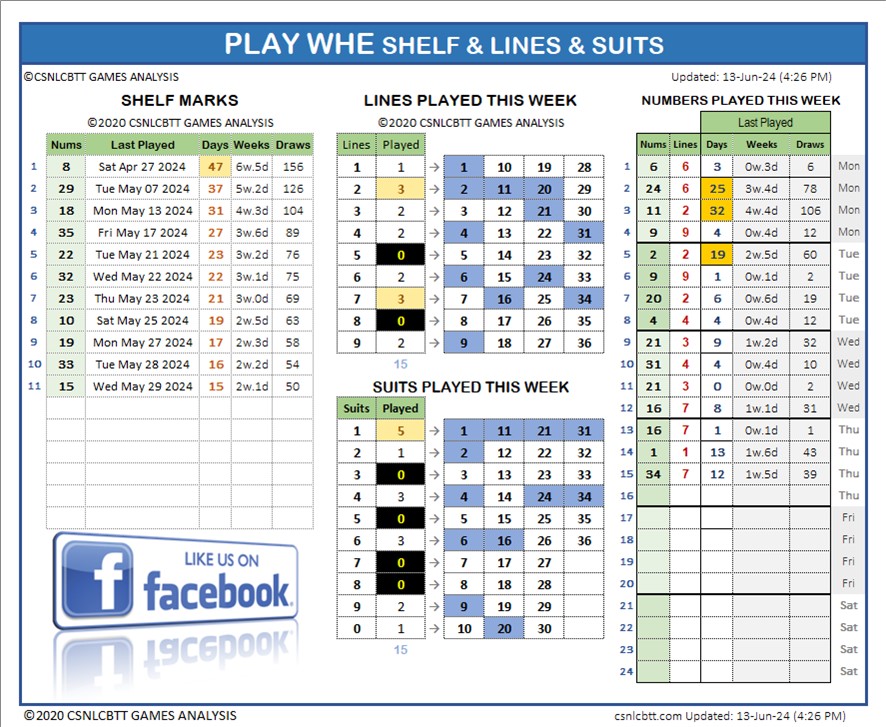 PLAY WHE SHELF & LINES & SUITS
©CSNLCBTT GAMES ANALYSIS
Updated: 13-Jun-24 (4:26 PM)
SHELF MARKS
©2020 CSNLCBTT GAMES ANALYSIS
Nums Last Played Days Weeks Draws
1 8 Sat Apr 27 2024 47 6w.5d 156
2 29 Tue May 07 2024 37 5w.2d 126
3 18 Mon May 13 2024 31 4w.3d 104
4 35 Fri May 17 2024 27 3w.6d 89
5 22 Tue May 21 2024 23 3w.2d 76
6 32 Wed May 22 2024 22 3w.1d 75
7 23 Thu May 23 2024 21 3w.0d 69
8 10 Sat May 25 2024 19 2w.5d 63
9 19 Mon May 27 2024 17 2w.3d 58
10 33 Tue May 28 2024 16 2w.2d 54
11 15 Wed May 29 2024 15 2w.1d 50
LIKE US ON
facebook.
LINES PLAYED THIS WEEK
©2020 CSNLCBTT GAMES ANALYSIS
Lines Played
1 1 → 1 10 19 28
2 3 → 2 11 20 29
3 2 → 3 12 21 30
4 2 → 4 13 22 31
5 0 → 5 14 23 32
6 2 → 6 15 24 33
7 3 → 7 16 25 34
8 0 → 8 17 26 35
9 2 → 9 18 27 36
15
SUITS PLAYED THIS WEEK
Suits Played
1 5 → 1 11 21 31
2 1 → 2 12 22 32
3 0 → 3 13 23 33
4 3 → 4 14 24 34
5 0 → 5 15 25 35
6 3 → 6 16 26 36
7 0 → 7 17 27
8 0 → 8 18 28
9 2 → 9 19 29
0 1 → 10 20 30
15
NUMBERS PLAYED THIS WEEK
Last Played
Nums Lines Days Weeks Draws
1 6 6 3 0w.3d 6 Mon
2 24 6 25 3w.4d 78 Mon
3 11 2 32 4w.4d 106 Mon
4 9 9 4 0w.4d 12 Mon
5 2 2 19 2w.5d 60 Tue
6 9 9 1 0w.1d 2 Tue
7 20 2 6 0w.6d 19 Tue
8 4 4 4 0w.4d 12 Tue
9 21 3 9 1w.2d 32 Wed
10 31 4 4 0w.4d 10 Wed
11 21 3 0 0w.0d 2 Wed
12 16 7 8 1w.1d 31 Wed
13 16 7 1 0w.1d 1 Thu
14 1 1 13 1w.6d 43 Thu
15 34 7 12 1w.5d 39 Thu
16 Thu
17 Fri
18 Fri
19 Fri
20 Fri
21 Sat
22 Sat
23 Sat
24 Sat
©2020 CSNLCBTT GAMES ANALYSIS
csnlcbtt.com Updated: 13-Jun-24 (4:26 PM)